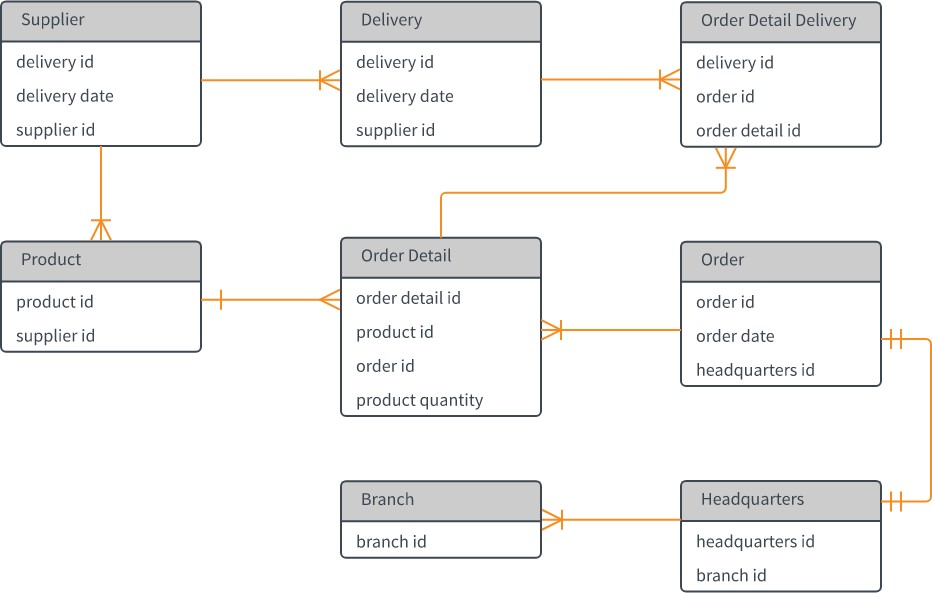 Supplier
delivery id
delivery date
supplier id
Delivery
delivery id
delivery date
supplier id
Order Detail Delivery
delivery id
order id
order detail id
Product
product id
supplier id
Order Detail
order detail id
product id
order id
product quantity
Order
order id
order date
headquarters id
Branch
branch id
Headquarters
headquarters id
branch id